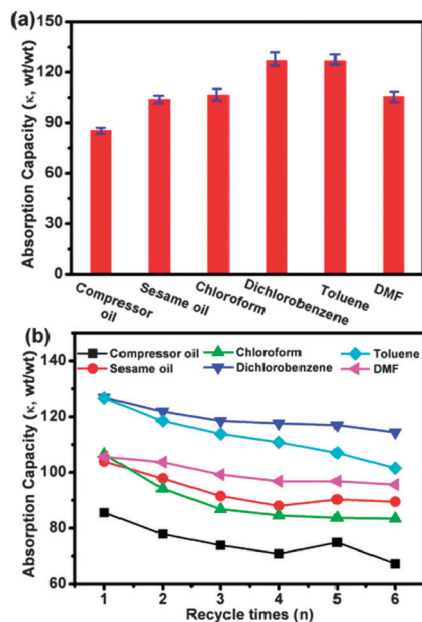 (a)
Absorption Capacity (κ, wt/wt)
150
120
90
60
30
0
Compressor
oil
Sesame oil
Chloroform
Dichlorobenzene
Toluene
DMF
(b)
Absorption Capacity (κ, wt/wt)
140
120
100
80
60
Compressor oil
Chloroform
Toluene
Sesame oil
Dichlorobenzene
DMF
1 2 3 4 5 6
Recycle times (n)